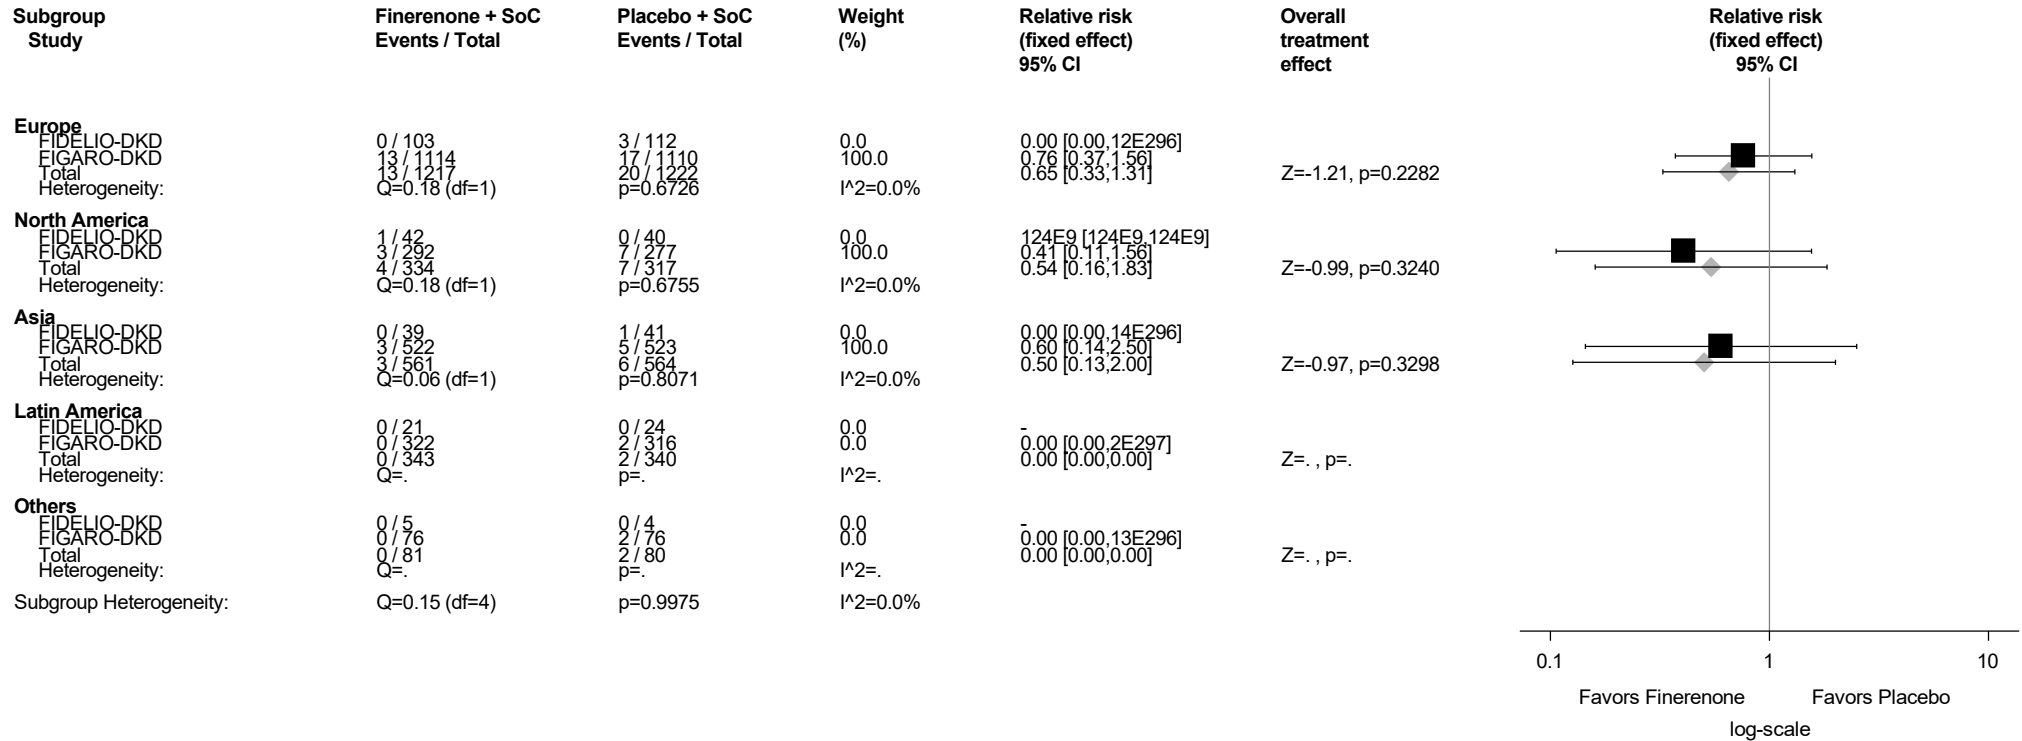 Subgroup Finerenone + SoC Placebo + SoC Weight Relative risk Overall Relative risk
Study Events / Total Events / Total (%) (fixed effect) treatment (fixed effect)
95% CI effect 95% CI
Europe
FIDELIO-DKD 0 / 103 3 / 112 0.0 0.00 [0.00,12E296]
FIGARO-DKD 13 / 1114 17 / 1110 100.0 0.76 [0.37,1.56]
Total 13 / 1217 20 / 1222 0.65 [0.33,1.31] Z=-1.21, p=0.2282
Heterogeneity: Q=0.18 (df=1) p=0.6726 I^2=0.0%
North America
FIDELIO-DKD 1 / 42 0 / 40 0.0 124E9 [124E9,124E9]
FIGARO-DKD 3 / 292 7 / 277 100.0 0.41 [0.11,1.56]
Total 4 / 334 7 / 317 0.54 [0.16,1.83] Z=-0.99, p=0.3240
Heterogeneity: Q=0.18 (df=1) p=0.6755 I^2=0.0%
Asia
FIDELIO-DKD 0 / 39 1 / 41 0.0 0.00 [0.00,14E296]
FIGARO-DKD 3 / 522 5 / 523 100.0 0.60 [0.14,2.50]
Total 3 / 561 6 / 564 0.50 [0.13,2.00] Z=-0.97, p=0.3298
Heterogeneity: Q=0.06 (df=1) p=0.8071 I^2=0.0%
Latin America
FIDELIO-DKD 0 / 21 0 / 24 0.0 -
FIGARO-DKD 0 / 322 2 / 316 0.0 0.00 [0.00,2E297]
Total 0 / 343 2 / 340 0.00 [0.00,0.00] Z=. , p=.
Heterogeneity: Q=. p=. I^2=.
Others
FIDELIO-DKD 0 / 5 0 / 4 0.0 -
FIGARO-DKD 0 / 76 2 / 76 0.0 0.00 [0.00,13E296]
Total 0 / 81 2 / 80 0.00 [0.00,0.00] Z=. , p=.
Heterogeneity: Q=. p=. I^2=.
Subgroup Heterogeneity: Q=0.15 (df=4) p=0.9975 I^2=0.0%
0.1 1 10
Favors Finerenone Favors Placebo
log-scale